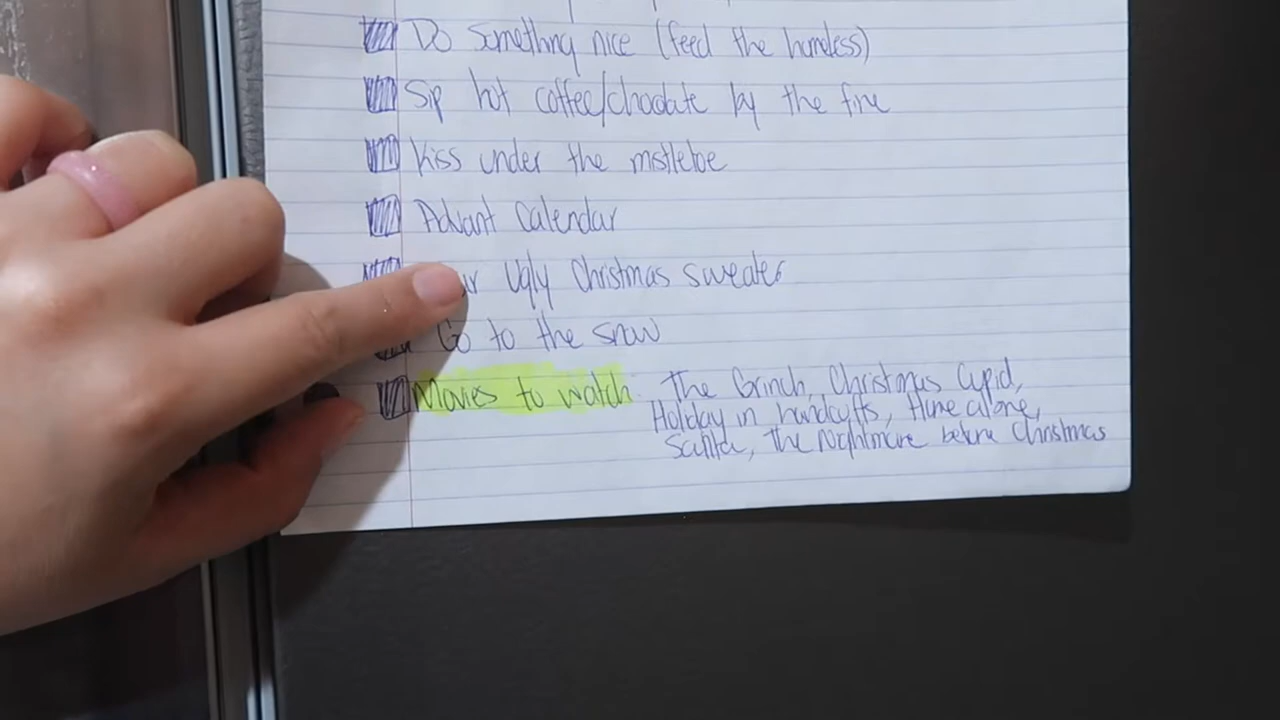 Do something nice (feed the homeless)
Sip hot coffee/chocolate by the fire
Kiss under the mistletoe
Advant Calendar
Ugly Christmas sweater
Go to the snow
Movies to watch: The Grinch, Christmas Cupid,
Holiday in handcuffs, Home alone,
Santa, The Nightmare before Christmas